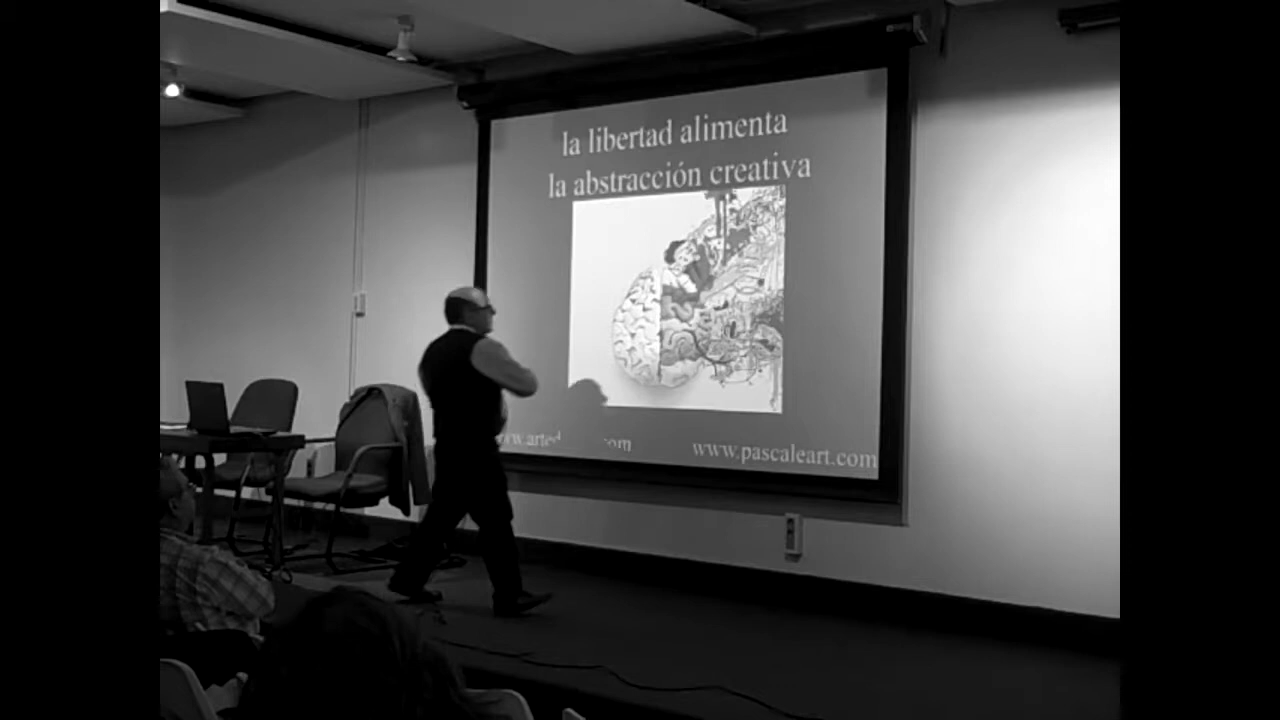 la libertad alimenta
la abstracción creativa
www.pascaleart.com